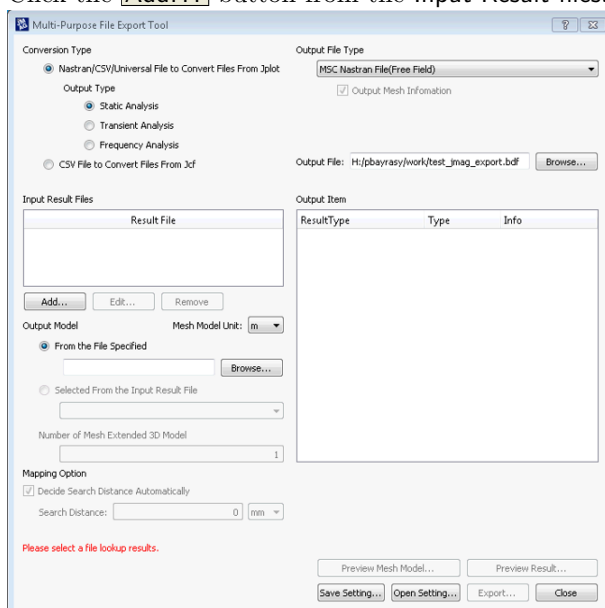 Click the Add... button from the Input Result files
Multi-Purpose File Export Tool
Conversion Type
Nastran/CSV/Universal File to Convert Files From Jplot
Output Type
Static Analysis
Transient Analysis
Frequency Analysis
CSV File to Convert Files From Jcf
Output File Type
MSC Nastran File(Free Field)
Output Mesh Infomation
Output File: H:/pbayrasy/work/test_jmag_export.bdf Browse...
Input Result Files
Result File
Add... Edit... Remove
Output Item
ResultType Type Info
Output Model Mesh Model Unit: m
From the File Specified
Browse...
Selected From the Input Result File
Number of Mesh Extended 3D Model
1
Mapping Option
Decide Search Distance Automatically
Search Distance: 0 mm
Please select a file lookup results.
Preview Mesh Model... Preview Result...
Save Setting... Open Setting... Export... Close